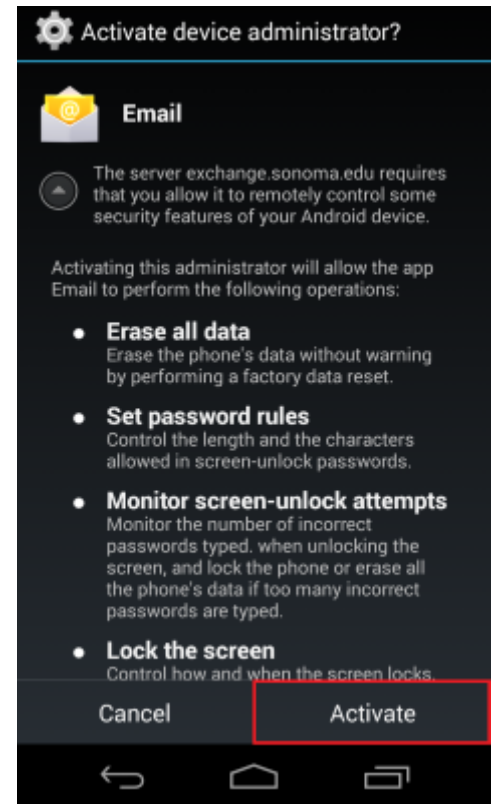 Activate device administrator?
@
Email
The server exchange.sonoma.edu requires
that you allow it to remotely control some
security features of your Android device.
Activating this administrator will allow the app
Email to perform the following operations:
Erase all data
Erase the phone's data without warning
by performing a factory data reset.
Set password rules
Control the length and the characters
allowed in screen-unlock passwords.
Monitor screen-unlock attempts
Monitor the number of incorrect
passwords typed. when unlocking the
screen, and lock the phone or erase all
the phone's data if too many incorrect
passwords are typed.
Lock the screen
Control how and when the screen locks.
Cancel
Activate